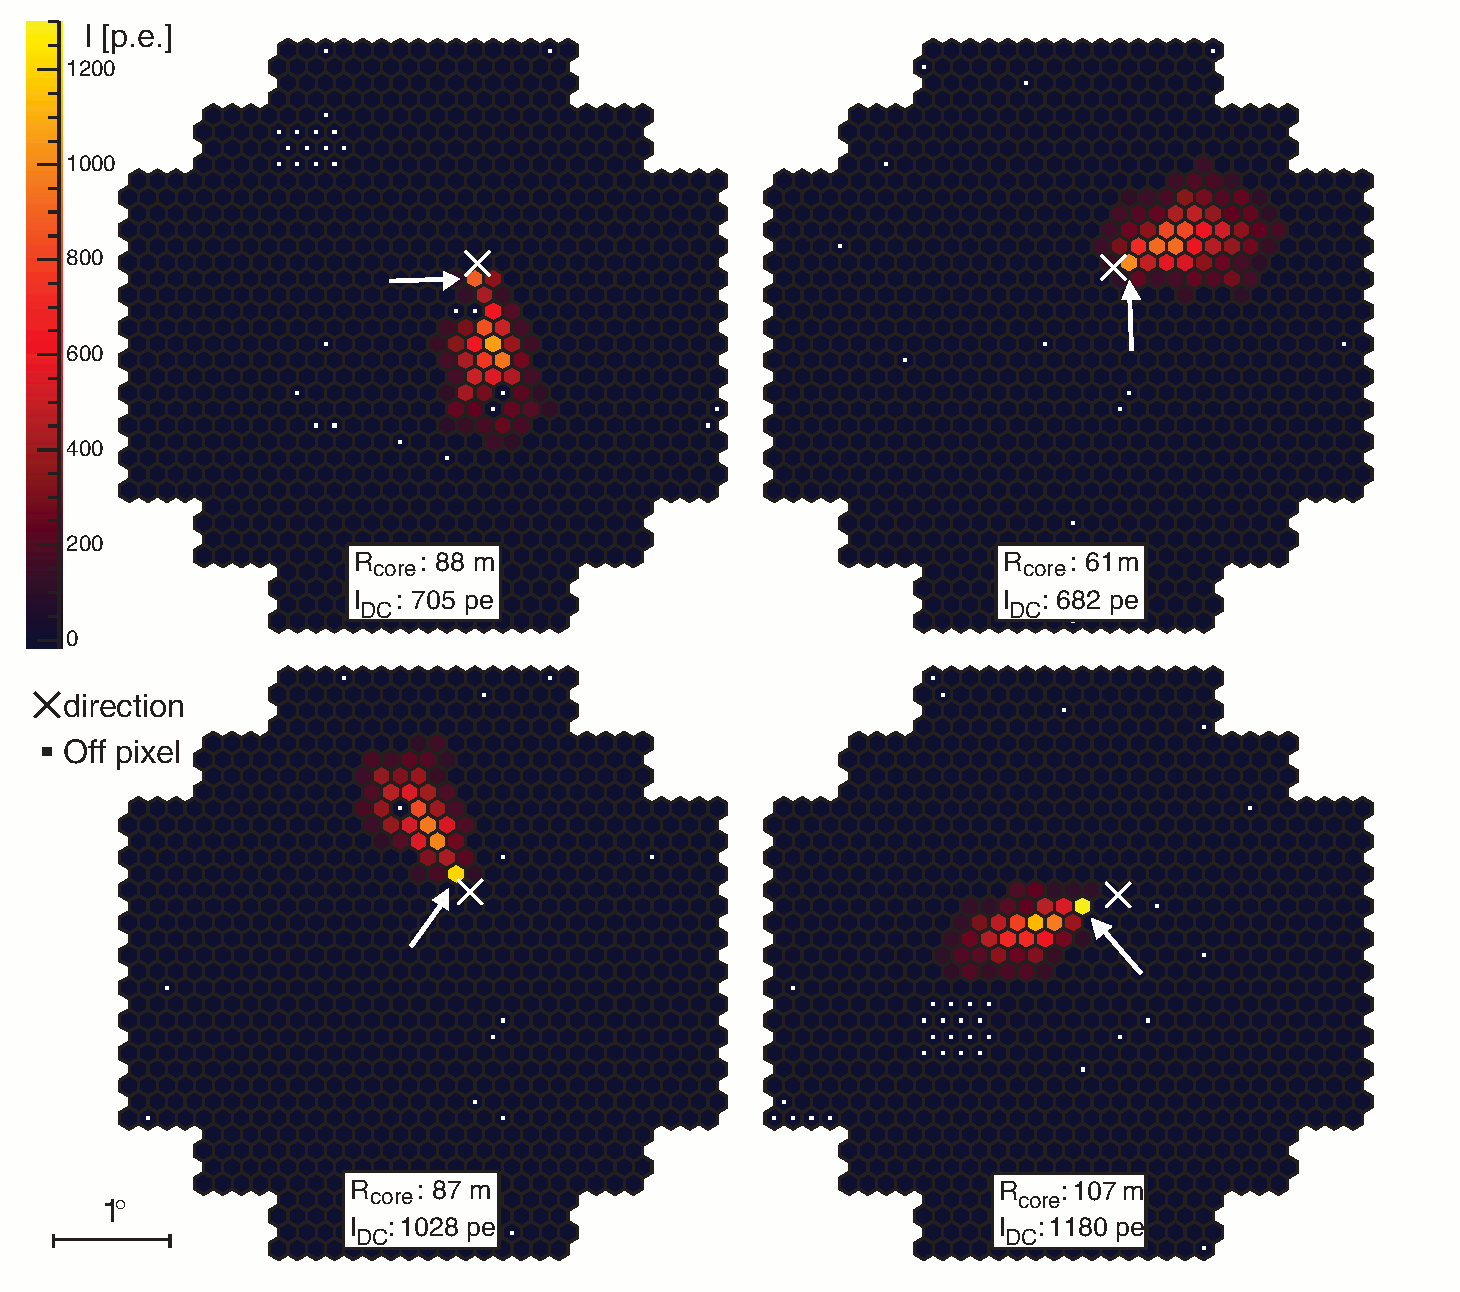 I [p.e.]
1200
1000
800
600
400
200
0
Rcore: 88 m
IDC: 705 pe
Rcore: 61m
IDC: 682 pe
direction
Off pixel
Rcore: 87 m
IDC: 1028 pe
Rcore: 107 m
IDC: 1180 pe
1°